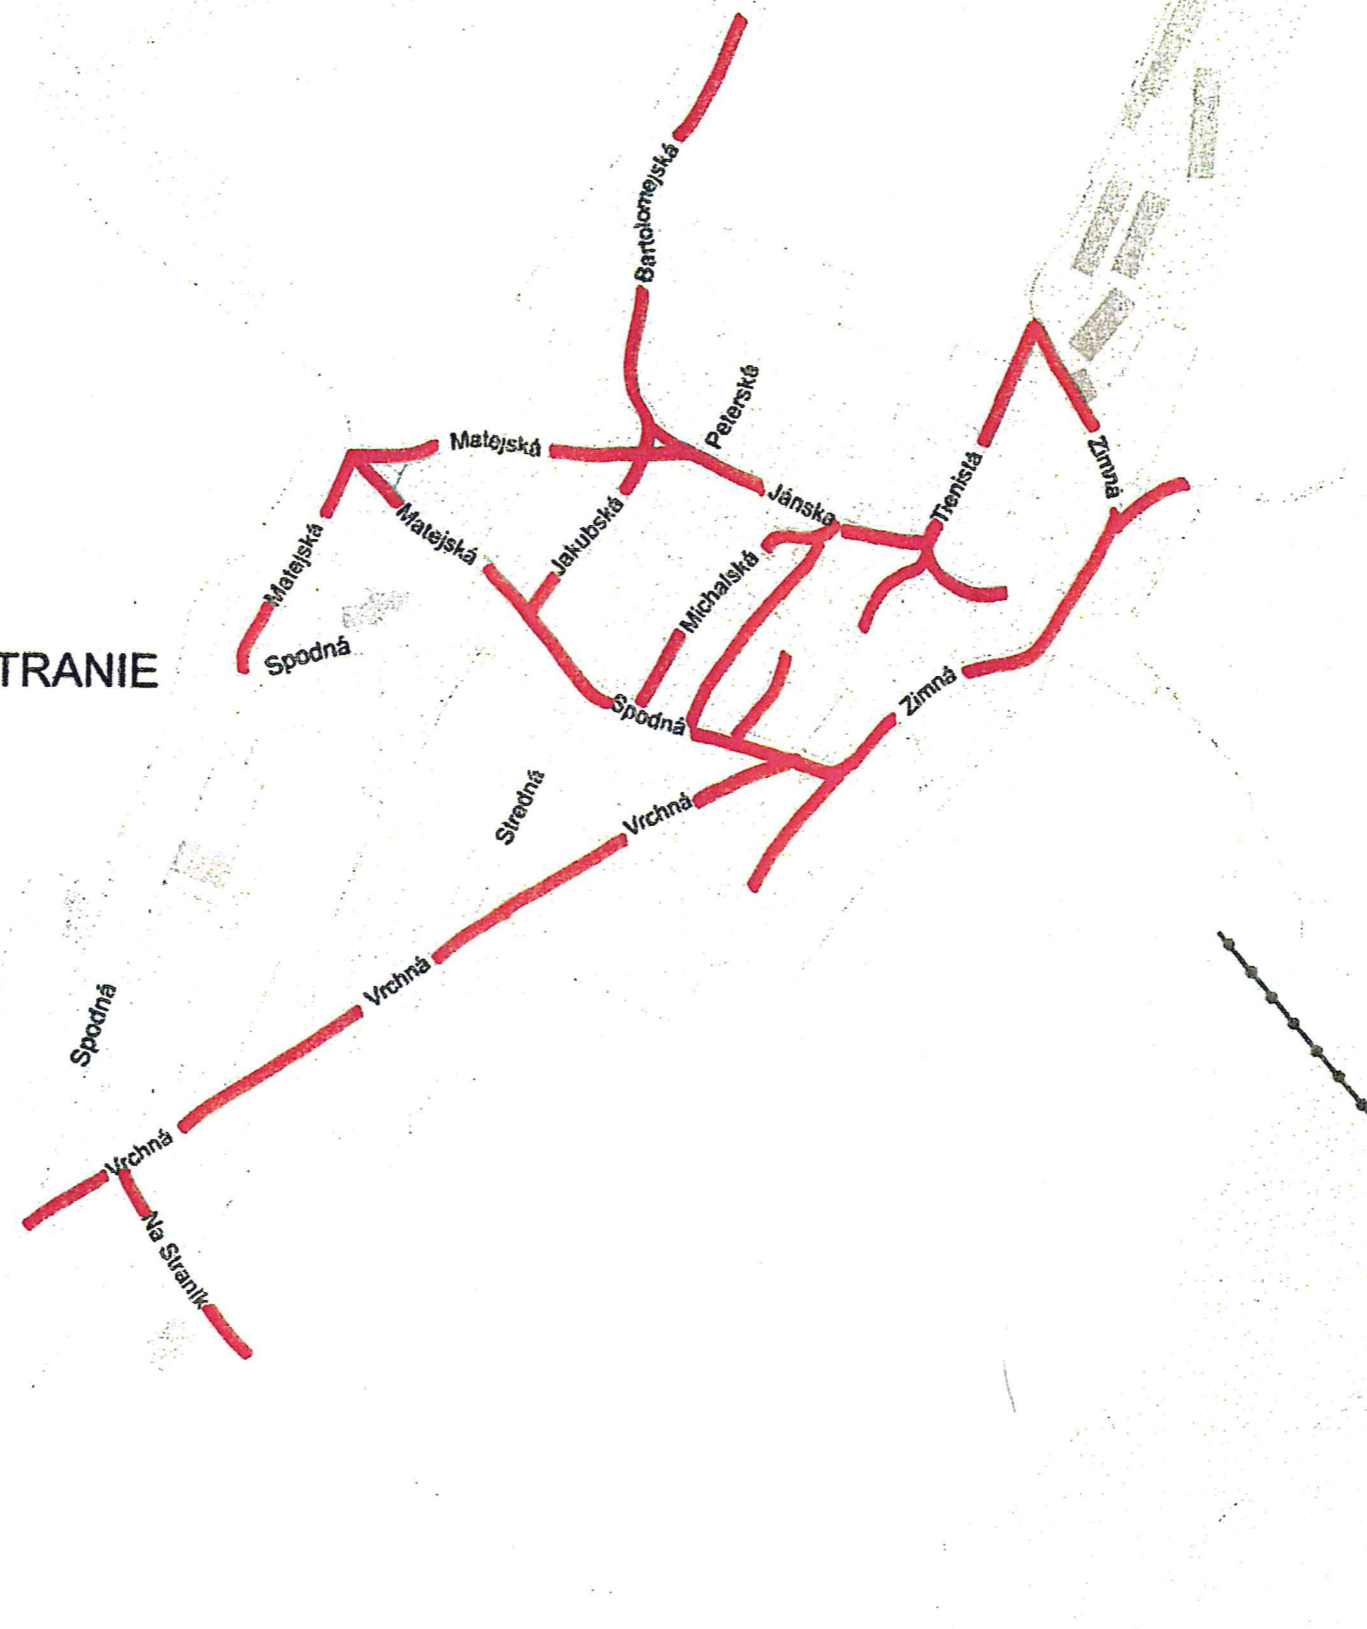 Bartolomejská
Peterská
Matejská
Zimná
Tienistá
Jánska
Matejská
Jakubská
Matejská
Michalská
TRANIE
Spodná
Zimná
Spodná
Stredná
Vrchná
Vrchná
Spodná
Vrchná
Na Straník